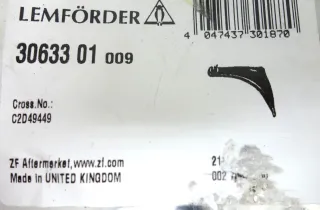 LEMFÖRDER
4 047437 301870
30633 01 009
Cross.No.:
C2D49449
ZF Aftermarket, www.zf.com
Made in UNITED KINGDOM
002